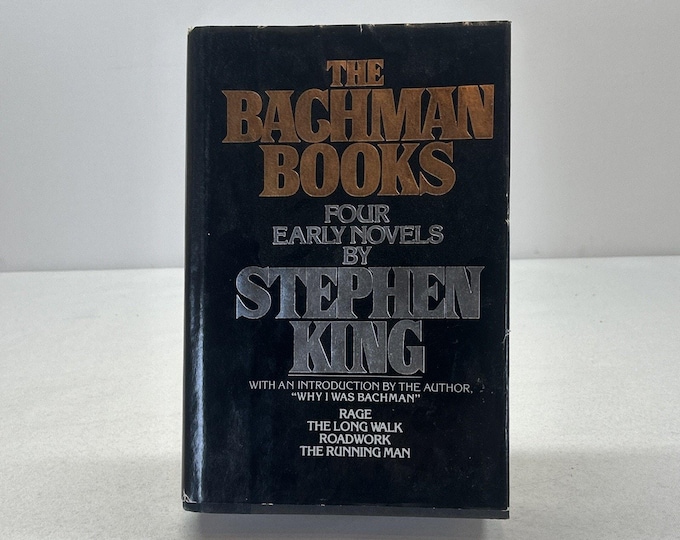 THE
BACHMAN
BOOKS
FOUR
EARLY NOVELS
BY
STEPHEN
KING
WITH AN INTRODUCTION BY THE AUTHOR,
"WHY I WAS BACHMAN"
RAGE
THE LONG WALK
ROADWORK
THE RUNNING MAN